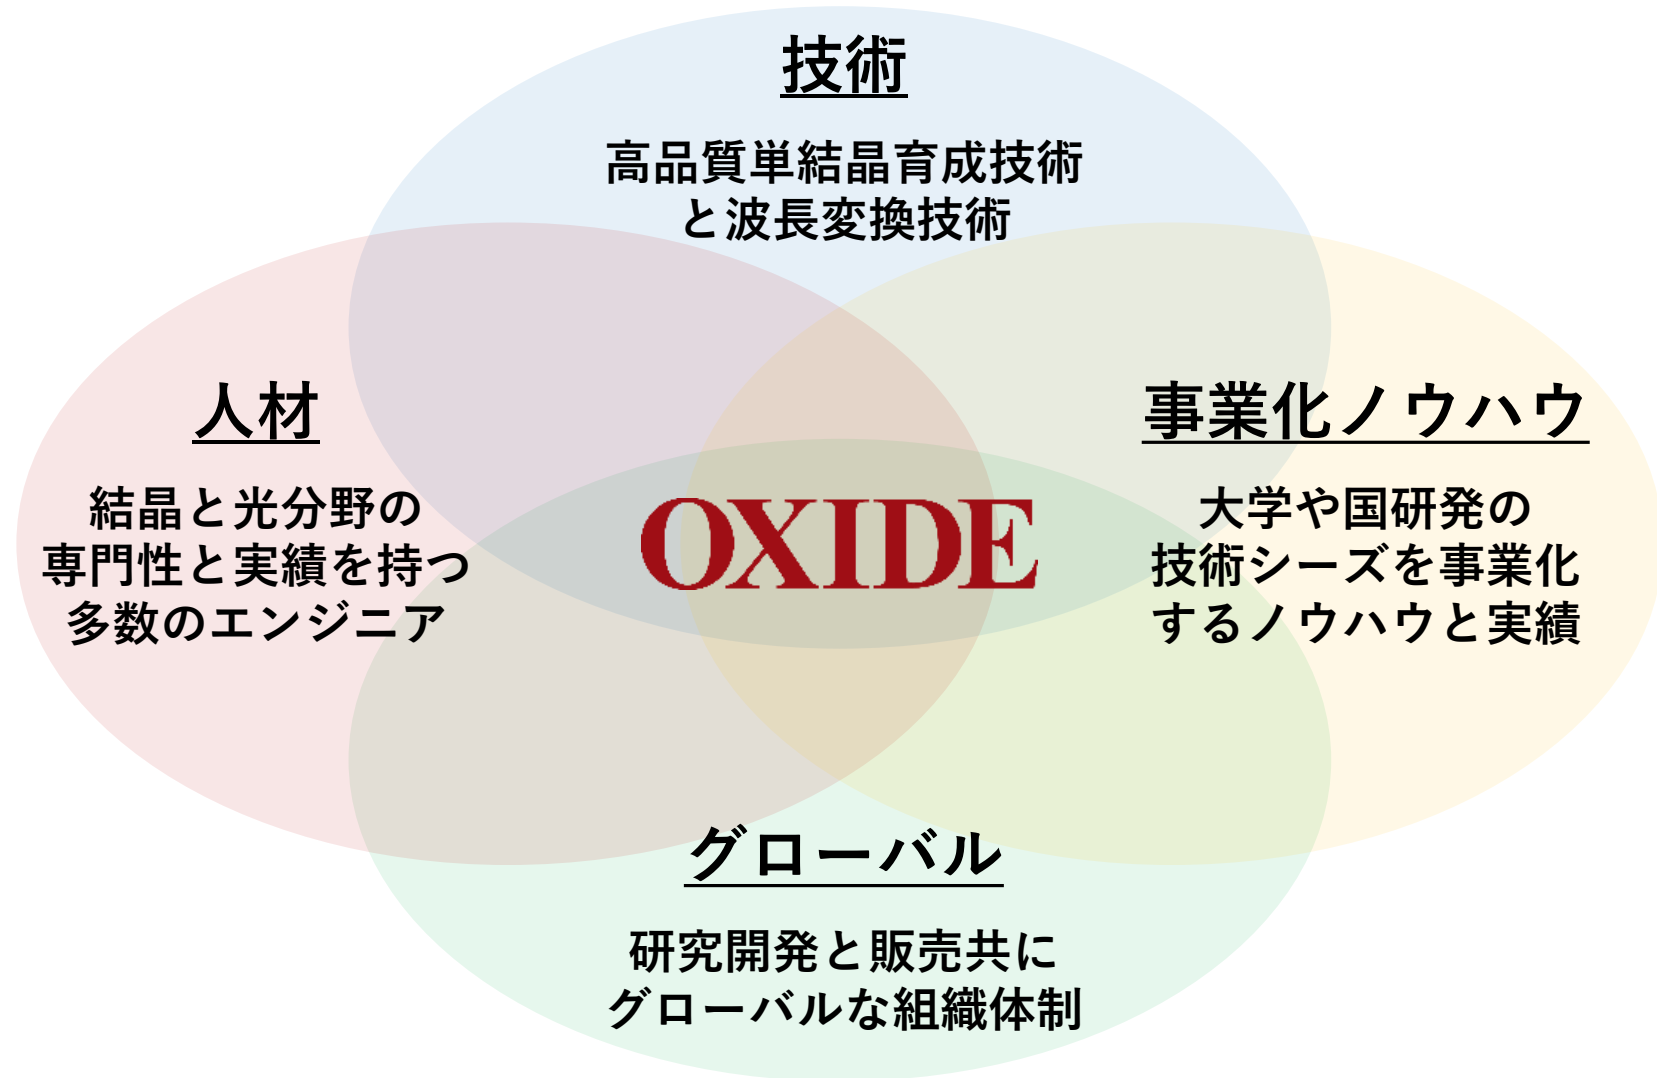 技術
高品質単結晶育成技術
と波長変換技術
人材
結晶と光分野の
専門性と実績を持つ
多数のエンジニア
OXIDE
事業化ノウハウ
大学や国研発の
技術シーズを事業化
するノウハウと実績
グローバル
研究開発と販売共に
グローバルな組織体制